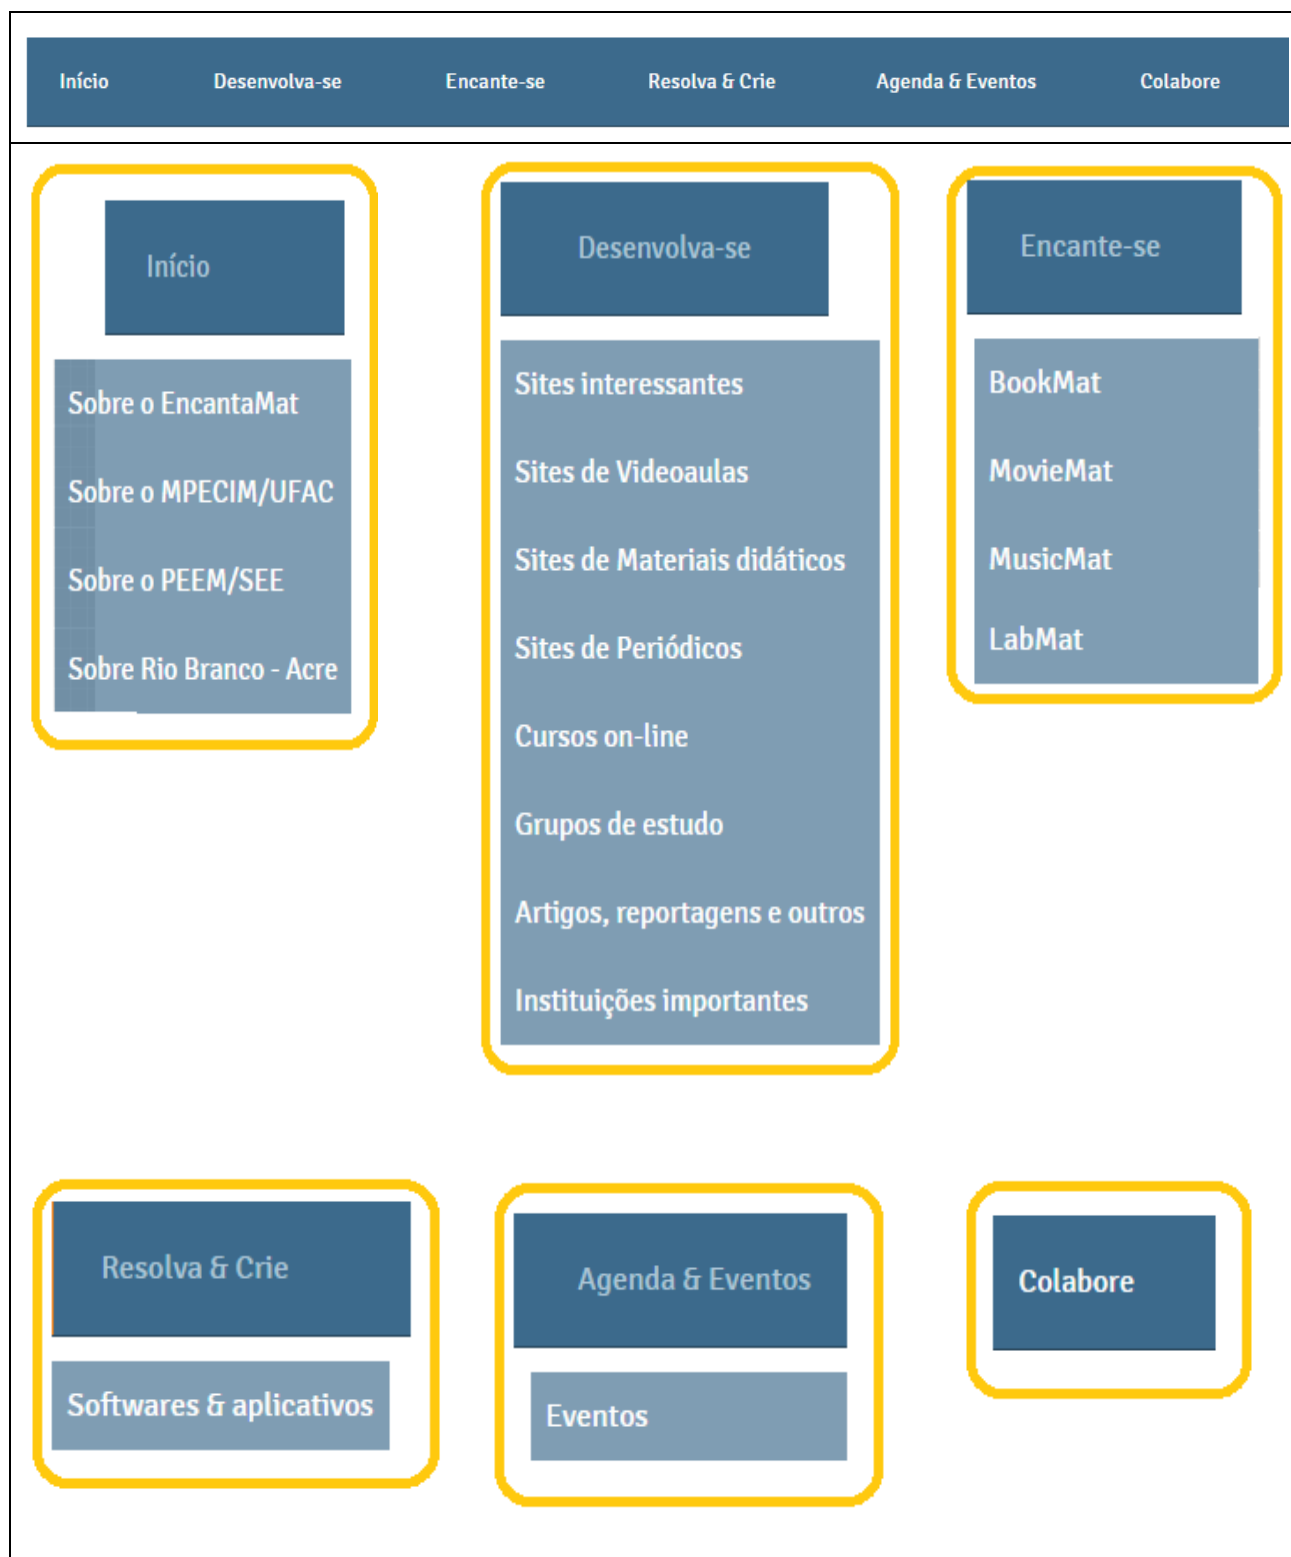 Início Desenvolva-se Encante-se Resolva & Crie Agenda & Eventos Colabore
Início
Sobre o EncantaMat
Sobre o MPECIM/UFAC
Sobre o PEEM/SEE
Sobre Rio Branco - Acre
Desenvolva-se
Sites interessantes
Sites de Videoaulas
Sites de Materiais didáticos
Sites de Periódicos
Cursos on-line
Grupos de estudo
Artigos, reportagens e outros
Instituições importantes
Encante-se
BookMat
MovieMat
MusicMat
LabMat
Resolva & Crie
Softwares & aplicativos
Agenda & Eventos
Eventos
Colabore